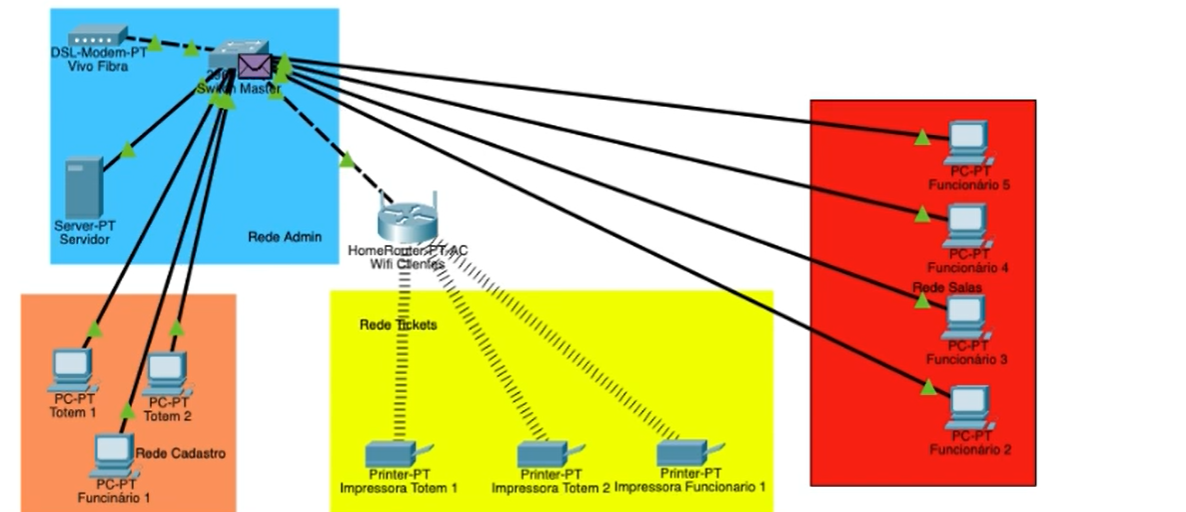 DSL-Modem-PT
Vivo Fibra
Switch Master
Server-PT
Servidor
Rede Admin
HomeRouter-PT-AC
Wifi Clientes
PC-PT
Funcionário 5
PC-PT
Funcionário 4
Rede Salas
PC-PT
Funcionário 3
PC-PT
Funcionário 2
Rede Tickets
PC-PT
Totem 1
PC-PT
Totem 2
Rede Cadastro
PC-PT
Funcinário 1
Printer-PT
Impressora Totem 1
Printer-PT
Impressora Totem 2
Printer-PT
Impressora Funcionario 1